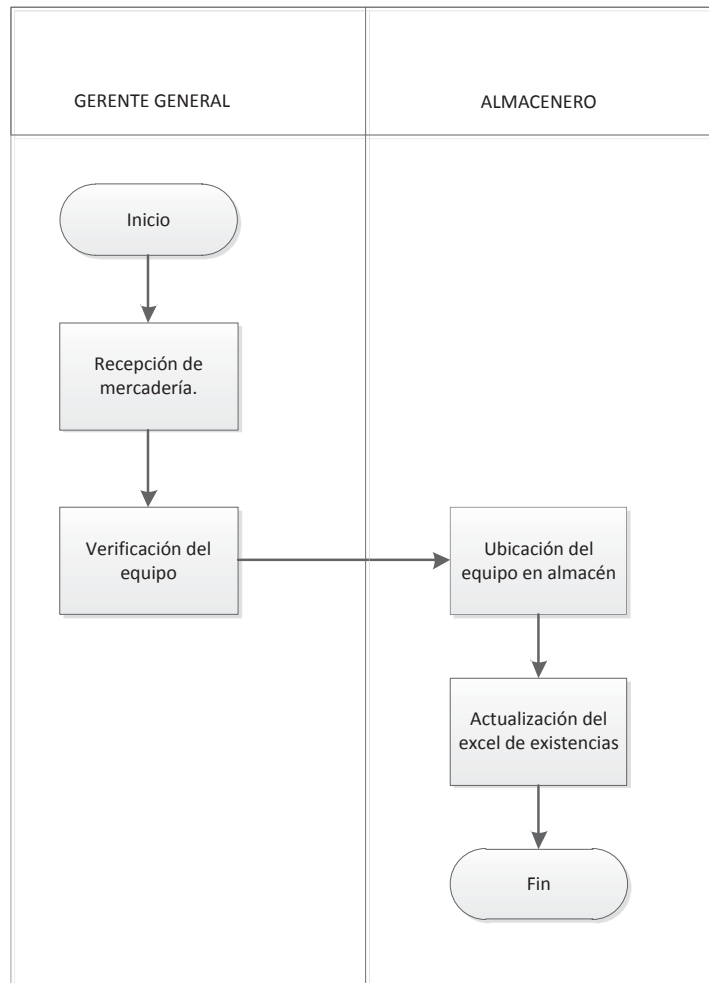 GERENTE GENERAL
ALMACENERO
Inicio
Recepción de
mercadería.
Verificación del
equipo
Ubicación del
equipo en almacén
Actualización del
excel de existencias
Fin